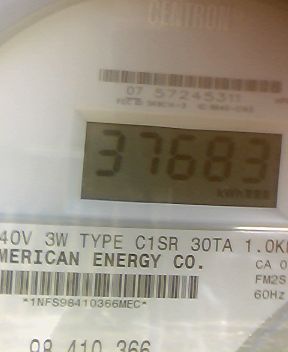 CENTRON
07 57245311
37683
kWh
40V 3W TYPE C1SR 30TA 1.0K
MERICAN ENERGY CO. CA 0
FM2S
*1NFS98410366MEC* 60Hz
98 410 366